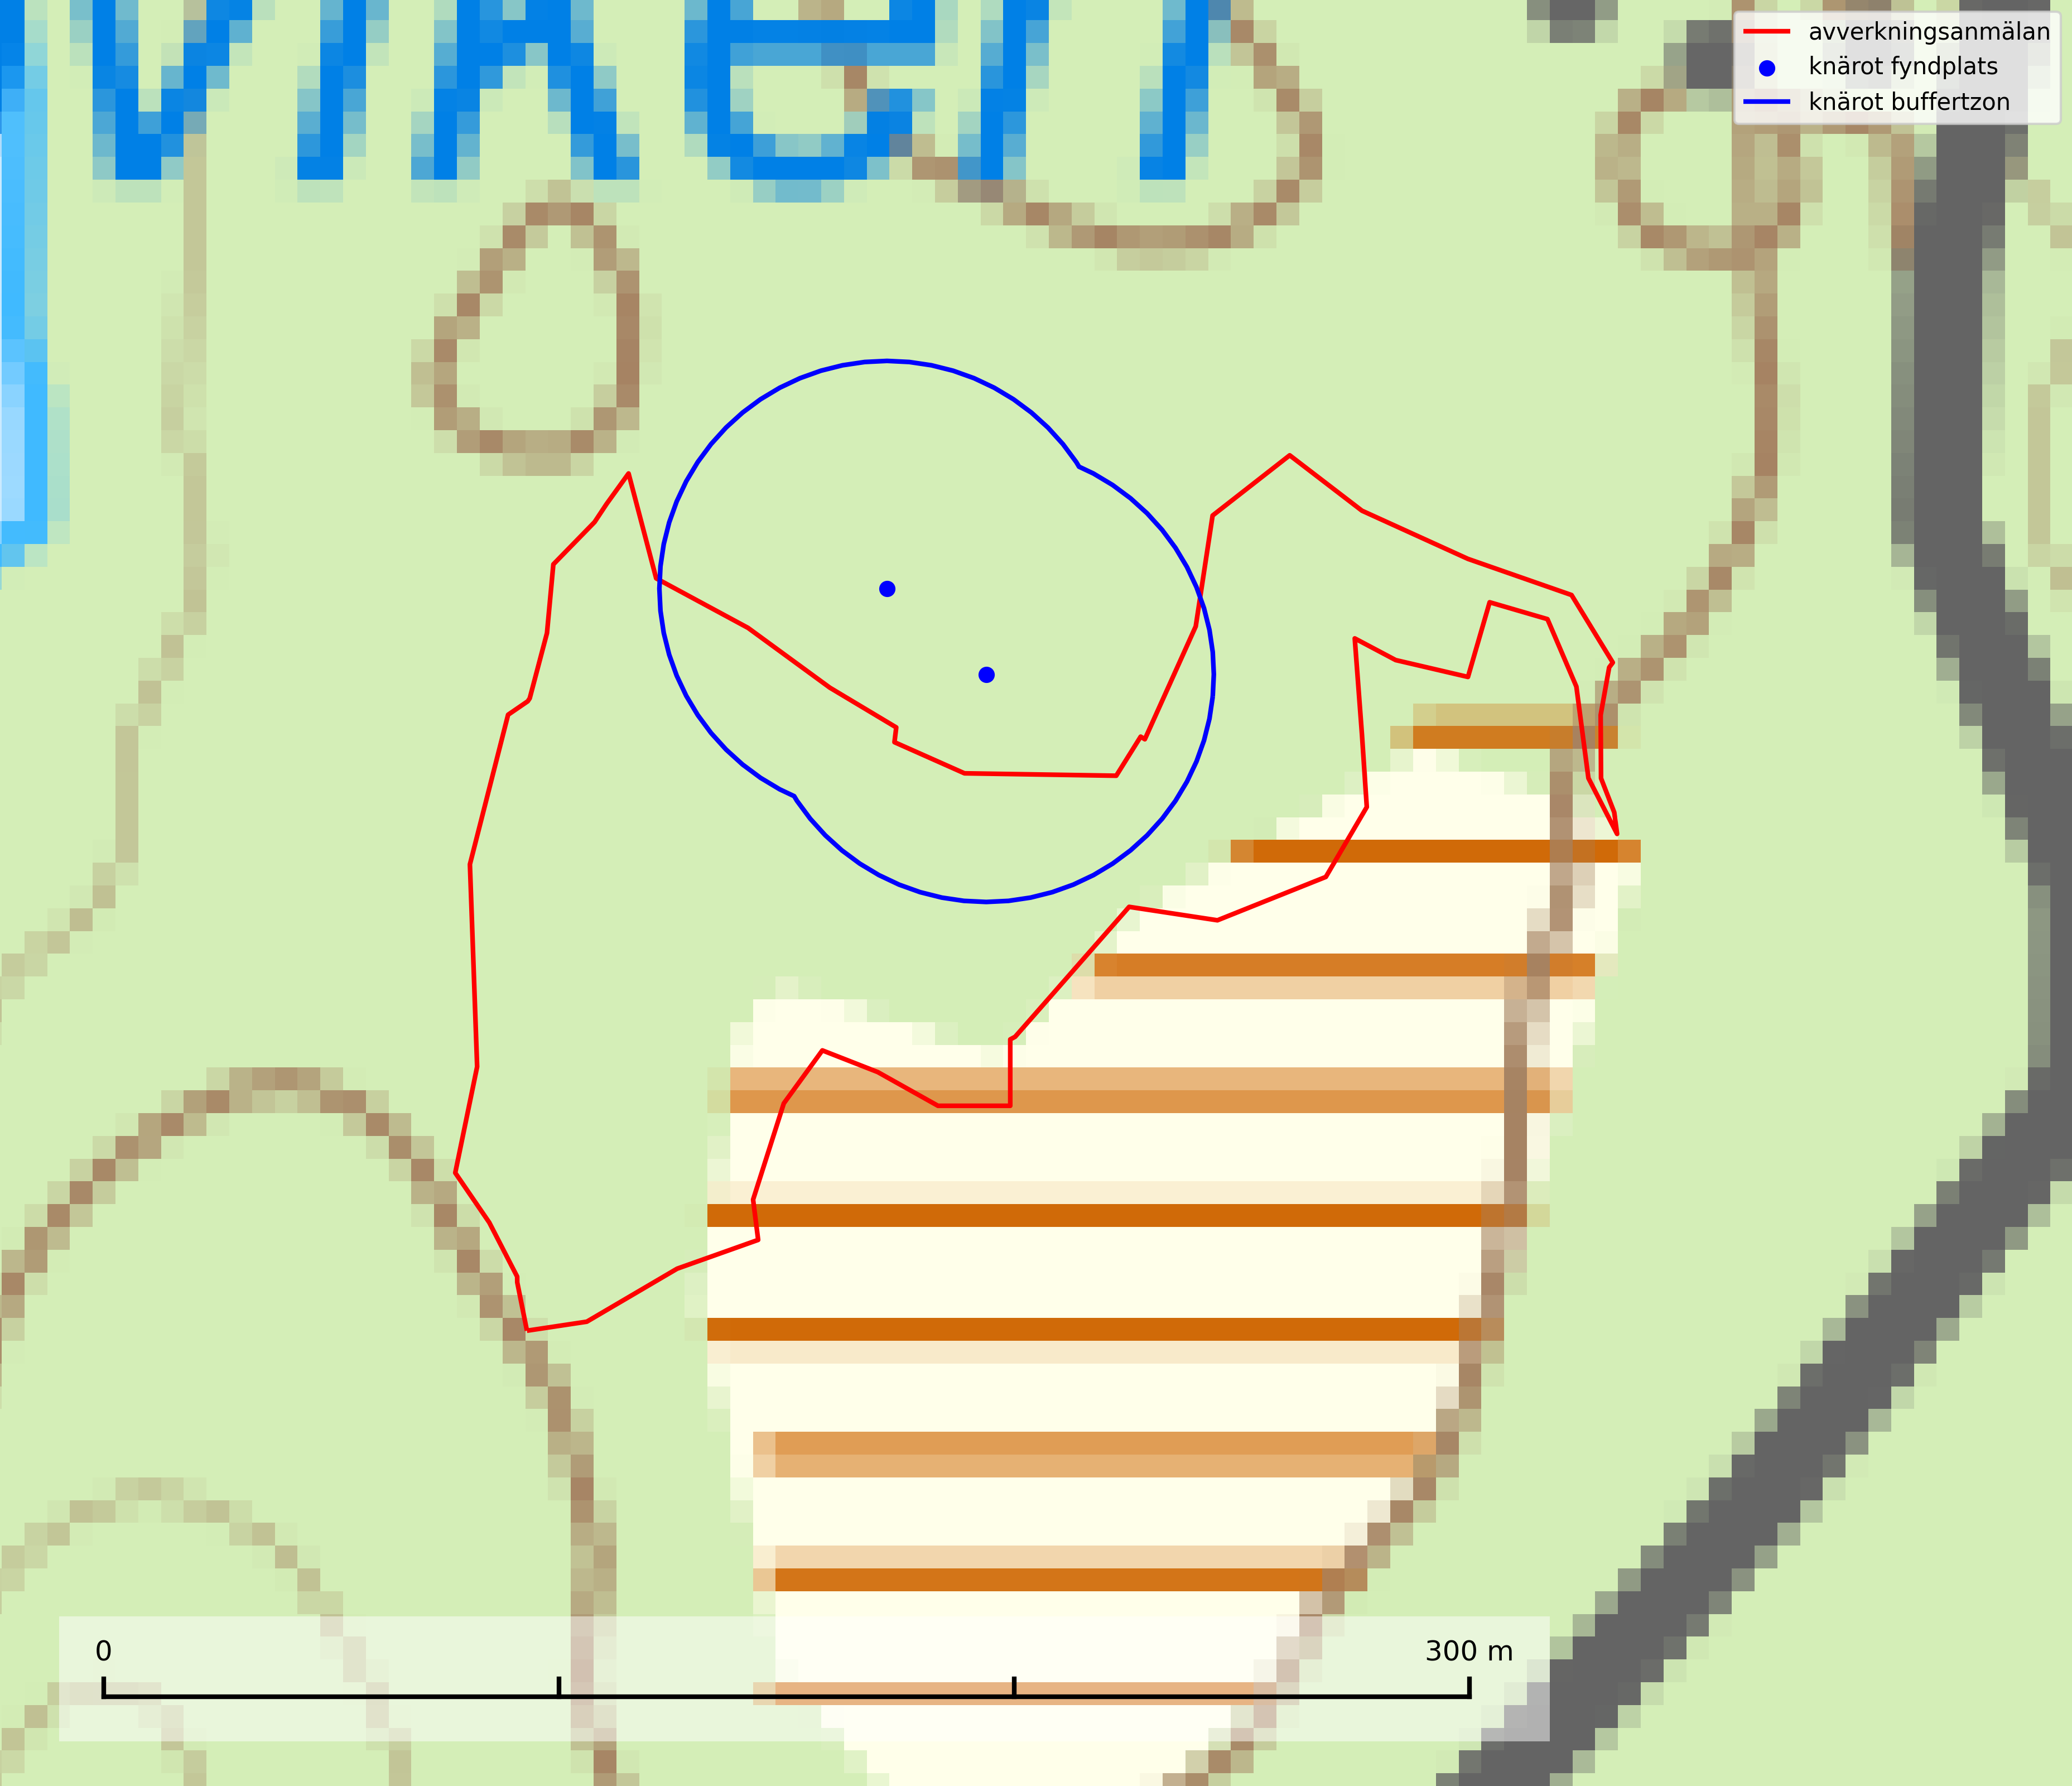 avverkningsanmälan
knärot fyndplats
knärot buffertzon
0
300 m